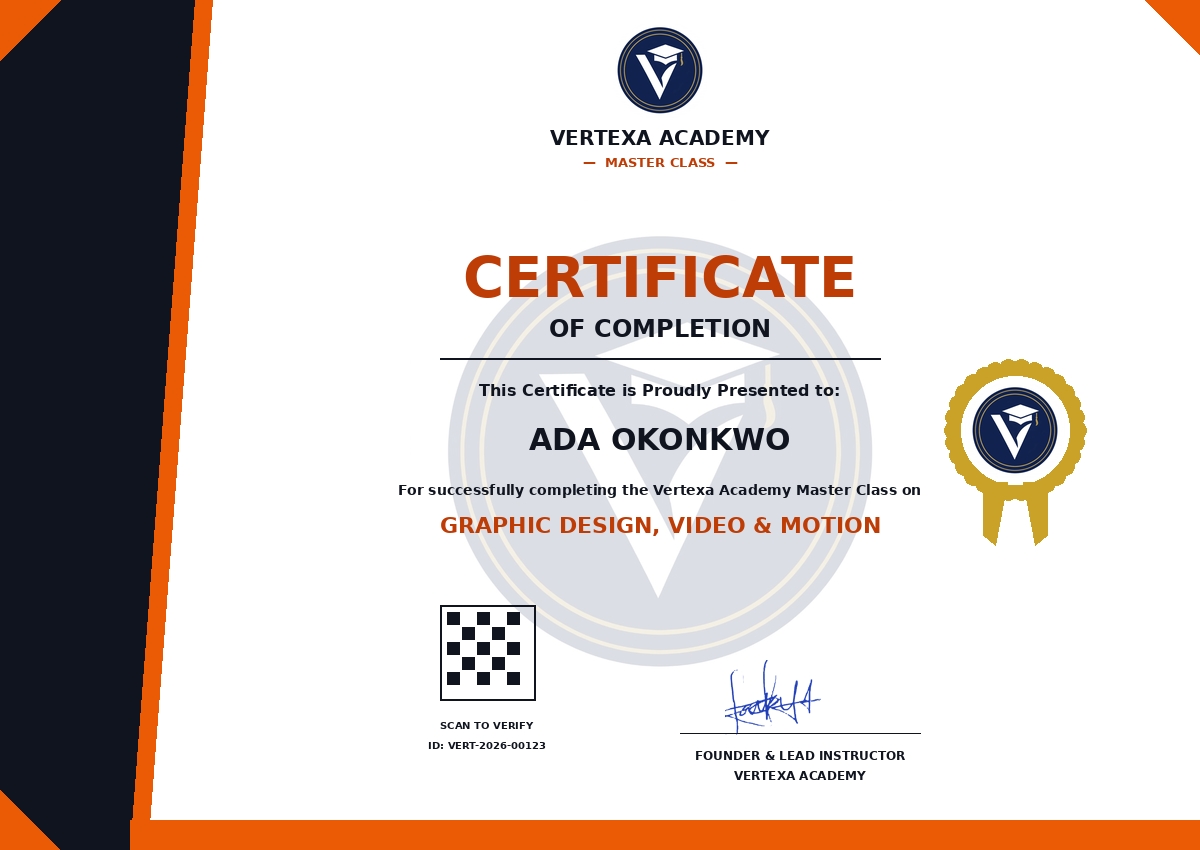 VERTEXA ACADEMY
— MASTER CLASS —
CERTIFICATE
OF COMPLETION
This Certificate is Proudly Presented to:
ADA OKONKWO
For successfully completing the Vertexa Academy Master Class on
GRAPHIC DESIGN, VIDEO & MOTION
SCAN TO VERIFY
ID: VERT-2026-00123
FOUNDER & LEAD INSTRUCTOR
VERTEXA ACADEMY